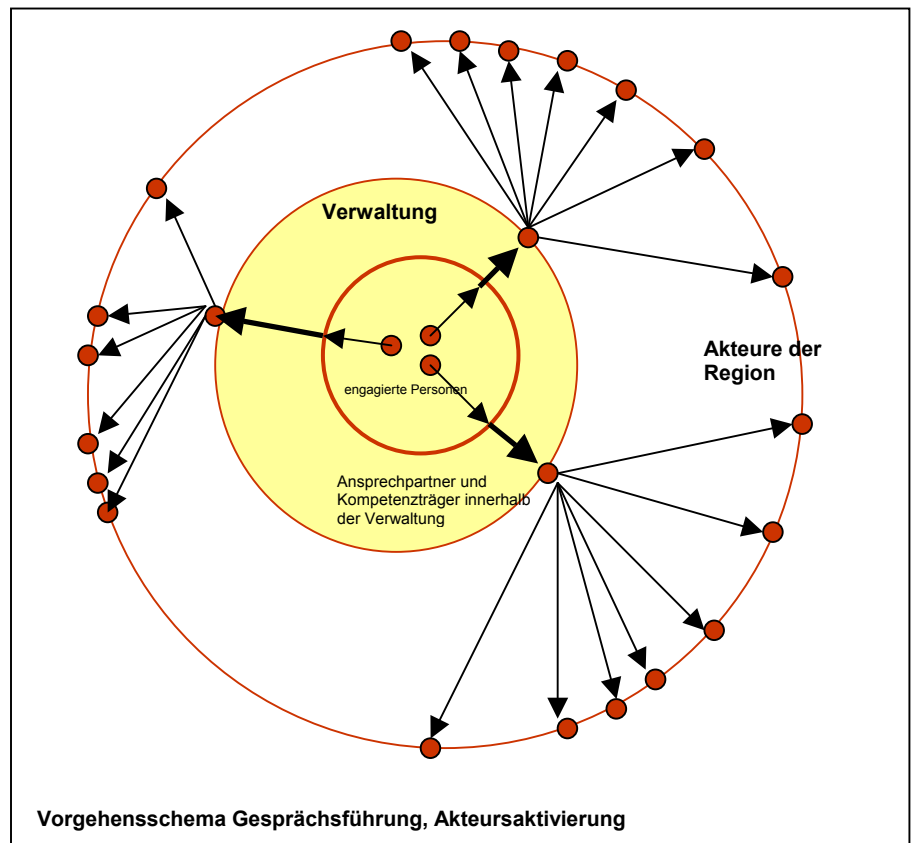 Verwaltung
Akteure der
Region
engagierte Personen
Ansprechpartner und
Kompetenzträger innerhalb
der Verwaltung
Vorgehensschema Gesprächsführung, Akteursaktivierung